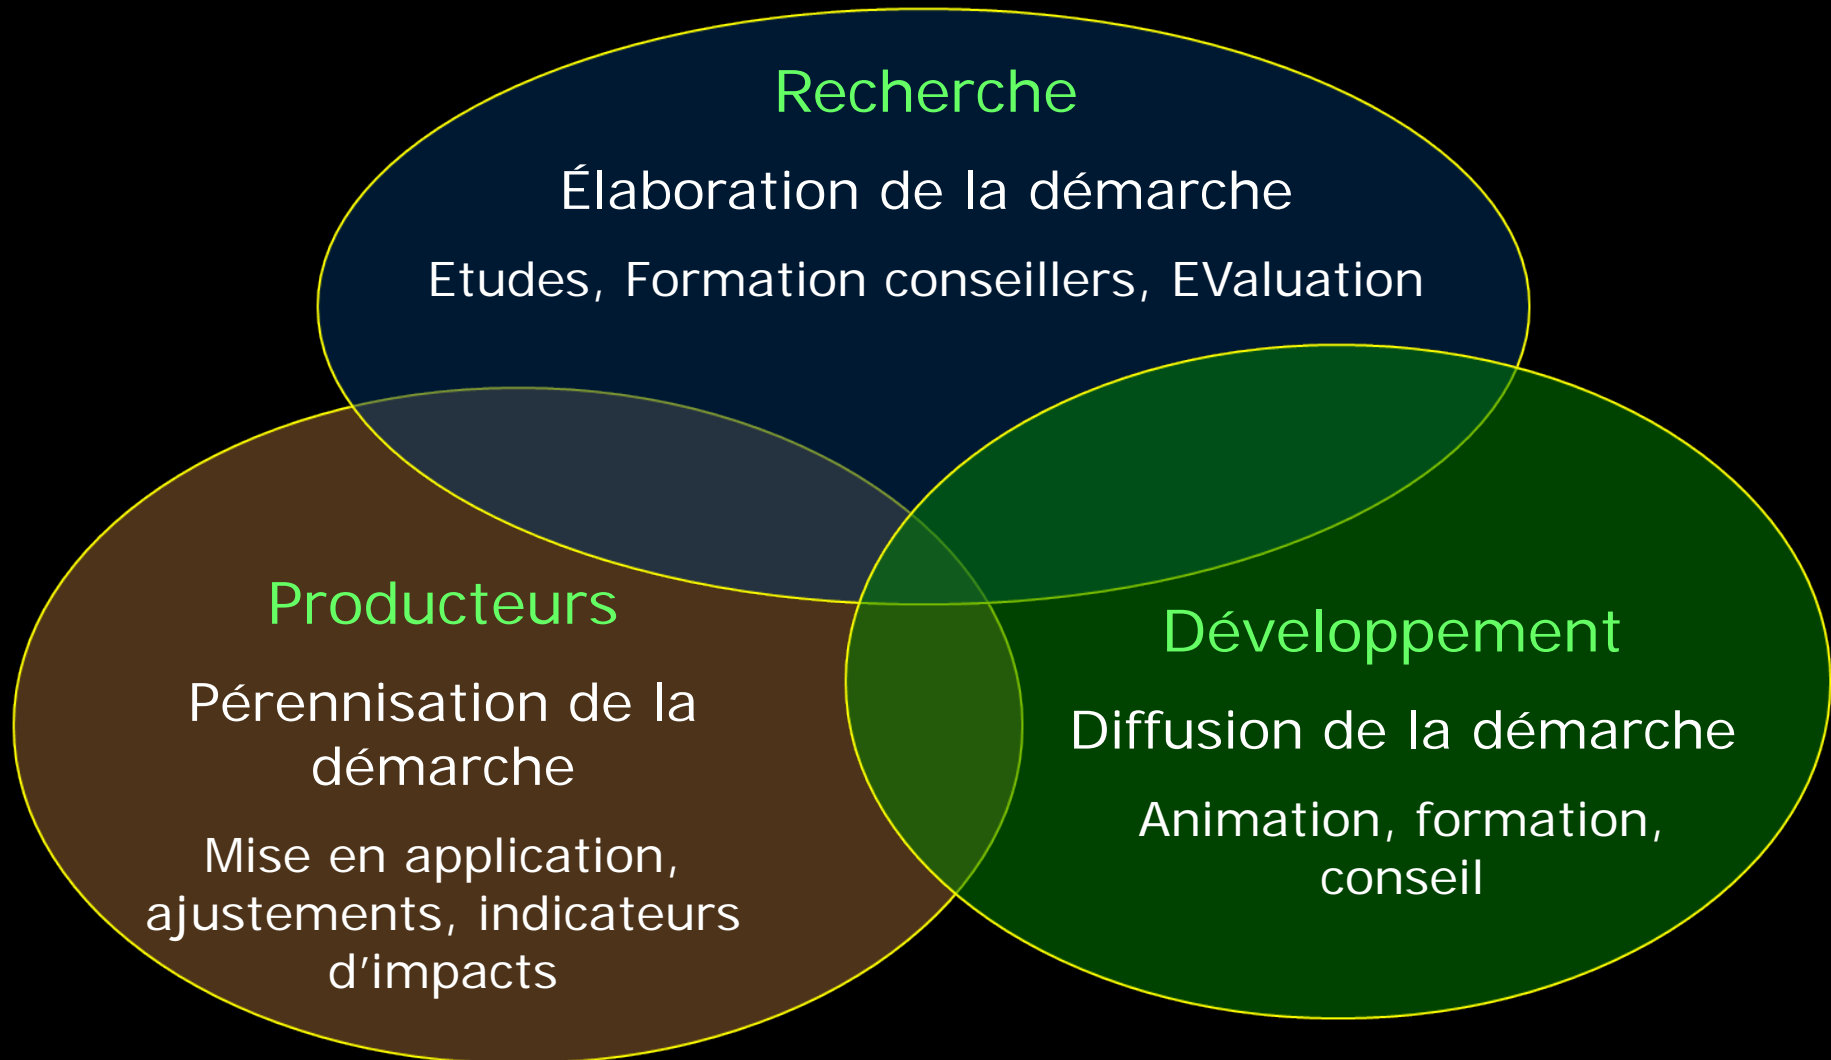 Recherche
Élaboration de la démarche
Etudes, Formation conseillers, EValuation
Producteurs
Pérennisation de la
démarche
Mise en application,
ajustements, indicateurs
d’impacts
Développement
Diffusion de la démarche
Animation, formation,
conseil